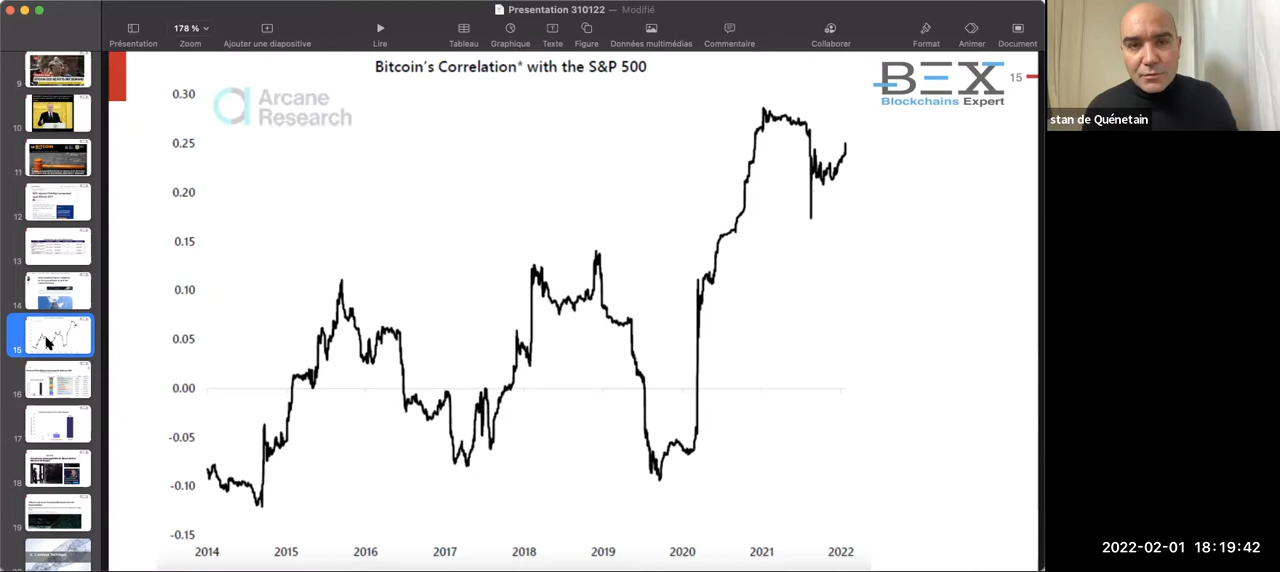 Presentation 310122 — Modifié
178 %
Présentation
Zoom
Ajouter une diapositive
Lire
Tableau
Graphique
Texte
Figure
Données multimédias
Commentaire
Collaborer
Format
Animer
Document
Bitcoin's Correlation* with the S&P 500
Arcane
Research
BEX
Blockchains Expert
15
stan de Quénetain
0.30
0.25
0.20
0.15
0.10
0.05
0.00
-0.05
-0.10
-0.15
2014
2015
2016
2017
2018
2019
2020
2021
2022
9
10
11
BITCOIN
12
13
14
15
16
17
18
19
2022-02-01 18:19:42